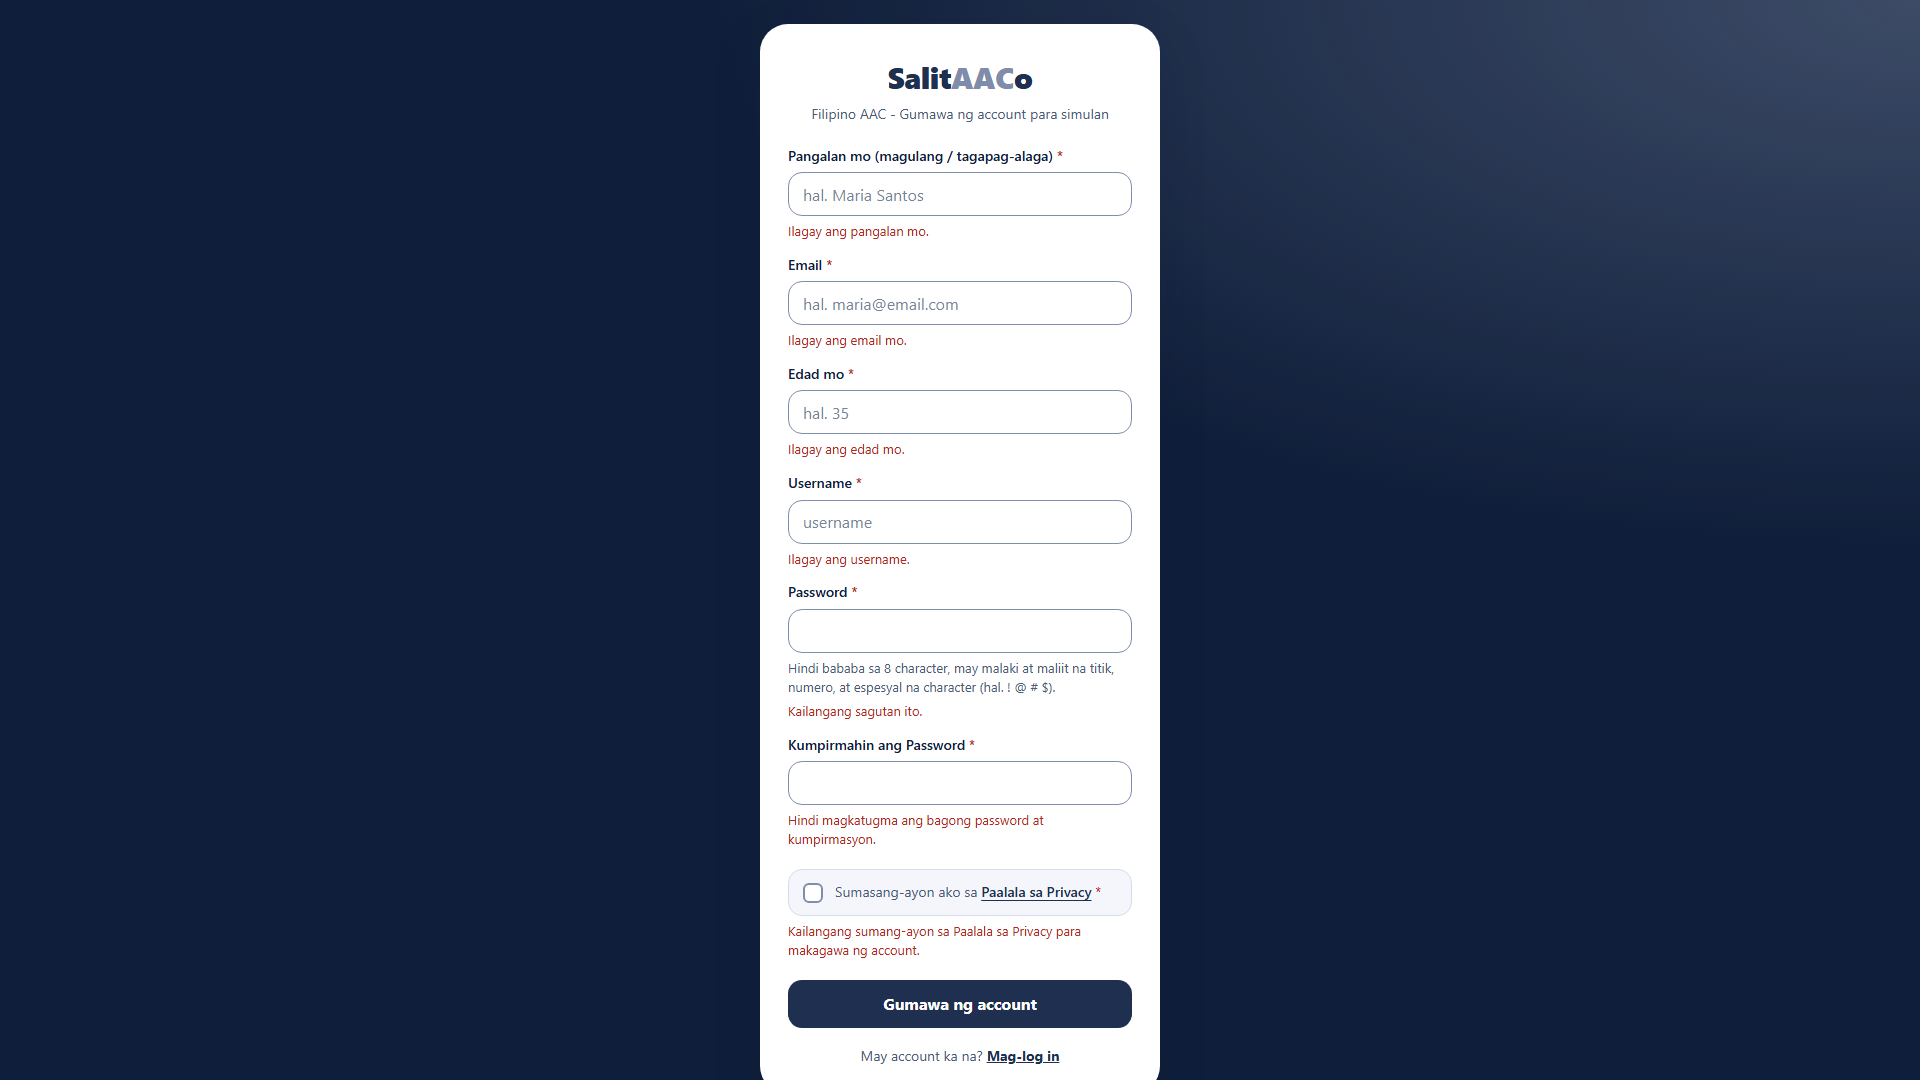 SalitAACo
Filipino AAC - Gumawa ng account para simulan
Pangalan mo (magulang / tagapag-alaga) *
hal. Maria Santos
Ilagay ang pangalan mo.
Email *
hal. maria@email.com
Ilagay ang email mo.
Edad mo *
hal. 35
Ilagay ang edad mo.
Username *
username
Ilagay ang username.
Password *
Hindi bababa sa 8 character, may malaki at maliit na titik,
numero, at espesyal na character (hal. ! @ # $).
Kailangang sagutan ito.
Kumpirmahin ang Password *
Hindi magkatugma ang bagong password at
kumpirmasyon.
Sumasang-ayon ako sa Paalala sa Privacy *
Kailangang sumang-ayon sa Paalala sa Privacy para
makagawa ng account.
Gumawa ng account
May account ka na? Mag-log in